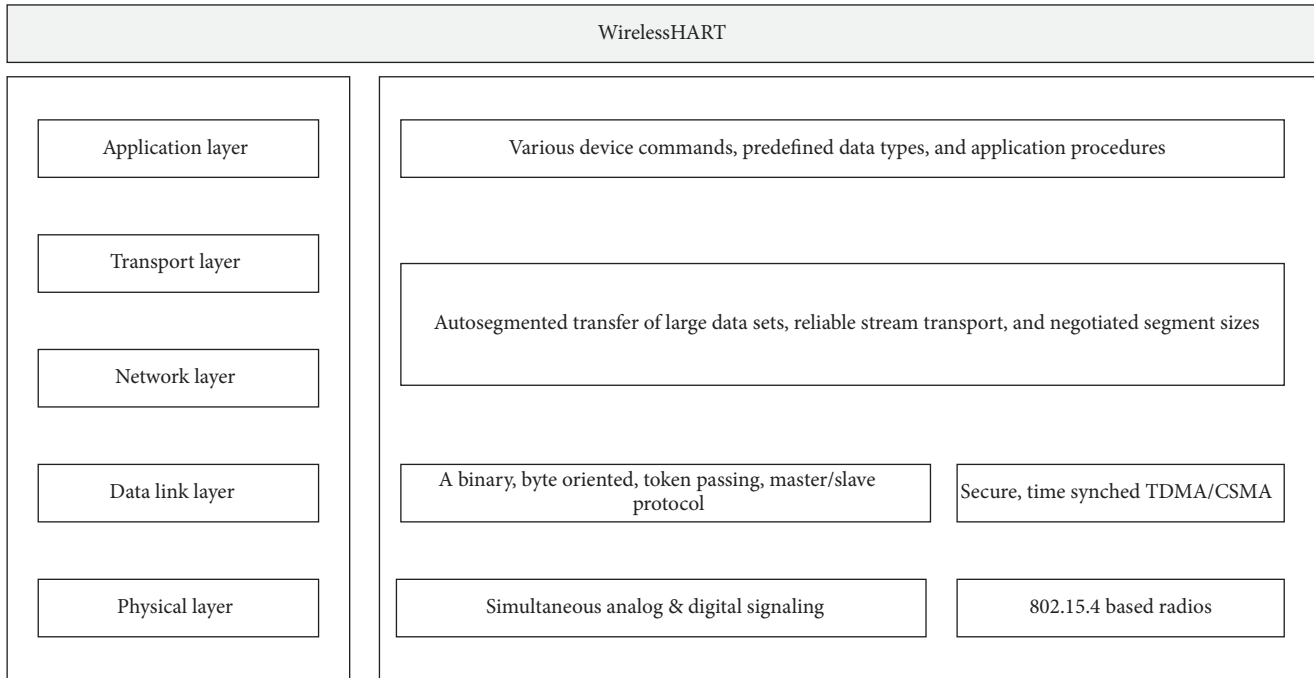 WirelessHART
Application layer
Various device commands, predefined data types, and application procedures
Transport layer
Autosegmented transfer of large data sets, reliable stream transport, and negotiated segment sizes
Network layer
Data link layer
A binary, byte oriented, token passing, master/slave
protocol
Secure, time synched TDMA/CSMA
Physical layer
Simultaneous analog & digital signaling
802.15.4 based radios